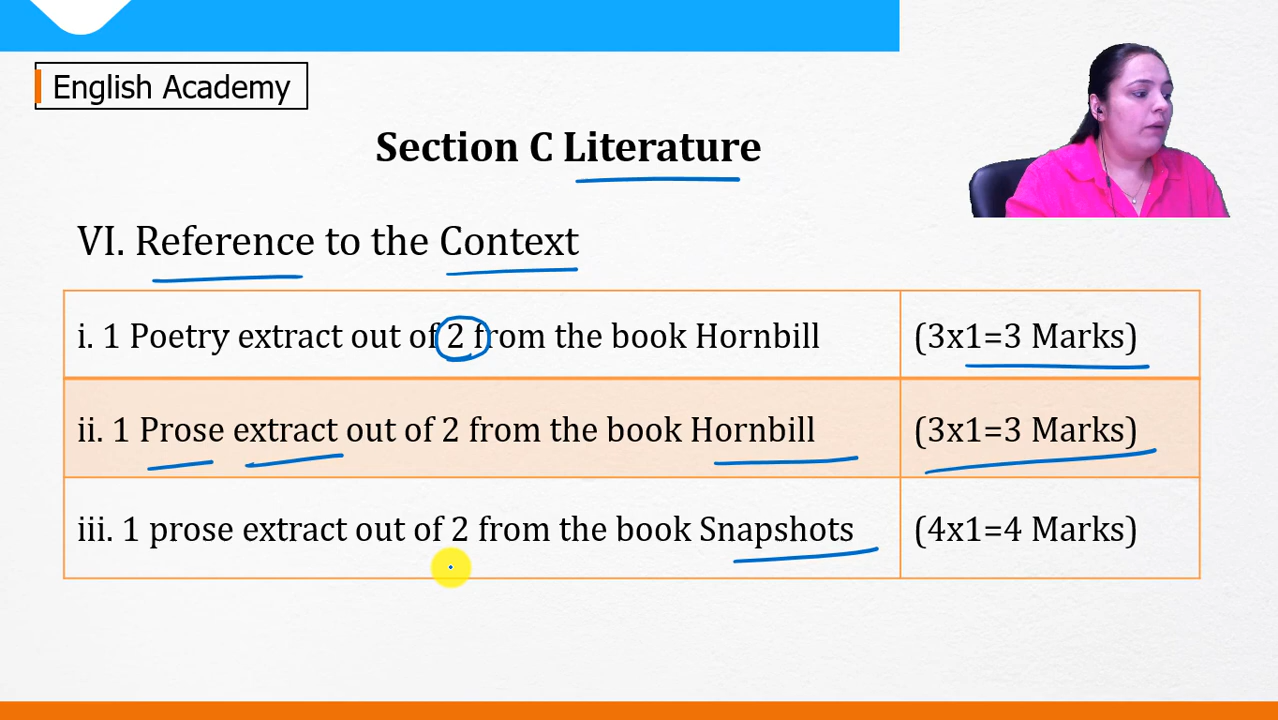 English Academy
Section C Literature
VI. Reference to the Context
i. 1 Poetry extract out of 2 from the book Hornbill (3x1=3 Marks)
ii. 1 Prose extract out of 2 from the book Hornbill (3x1=3 Marks)
iii. 1 prose extract out of 2 from the book Snapshots (4x1=4 Marks)